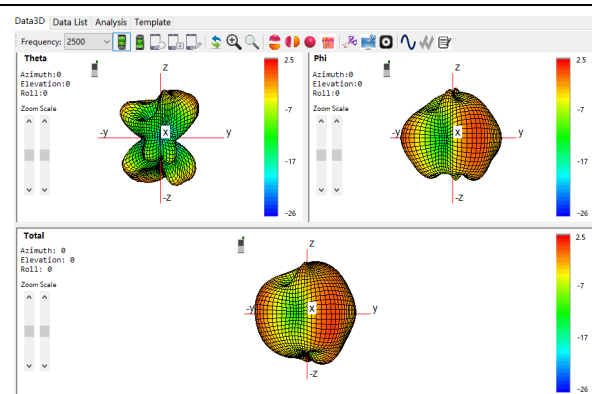 Data3D Data List Analysis Template
Frequency: 2500
Theta
Azimuth:0
Elevation:0
Roll:0
Zoom Scale
Z
-y
X
y
-Z
2.5
-7
-17
-26
Phi
Azimuth:0
Elevation:0
Roll:0
Zoom Scale
Z
-y
X
y
-Z
2.5
-7
-17
-26
Total
Azimuth: 0
Elevation: 0
Roll: 0
Zoom Scale
Z
-y
X
y
-Z
2.5
-7
-17
-26